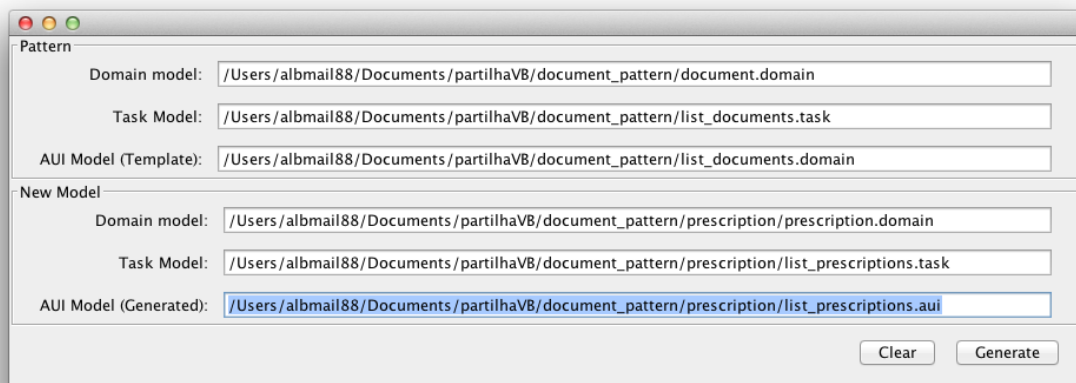 Pattern
Domain model: /Users/albmail88/Documents/partilhaVB/document_pattern/document.domain
Task Model: /Users/albmail88/Documents/partilhaVB/document_pattern/list_documents.task
AUI Model (Template): /Users/albmail88/Documents/partilhaVB/document_pattern/list_documents.domain
New Model
Domain model: /Users/albmail88/Documents/partilhaVB/document_pattern/prescription/prescription.domain
Task Model: /Users/albmail88/Documents/partilhaVB/document_pattern/prescription/list_prescriptions.task
AUI Model (Generated): /Users/albmail88/Documents/partilhaVB/document_pattern/prescription/list_prescriptions.aui
Clear Generate